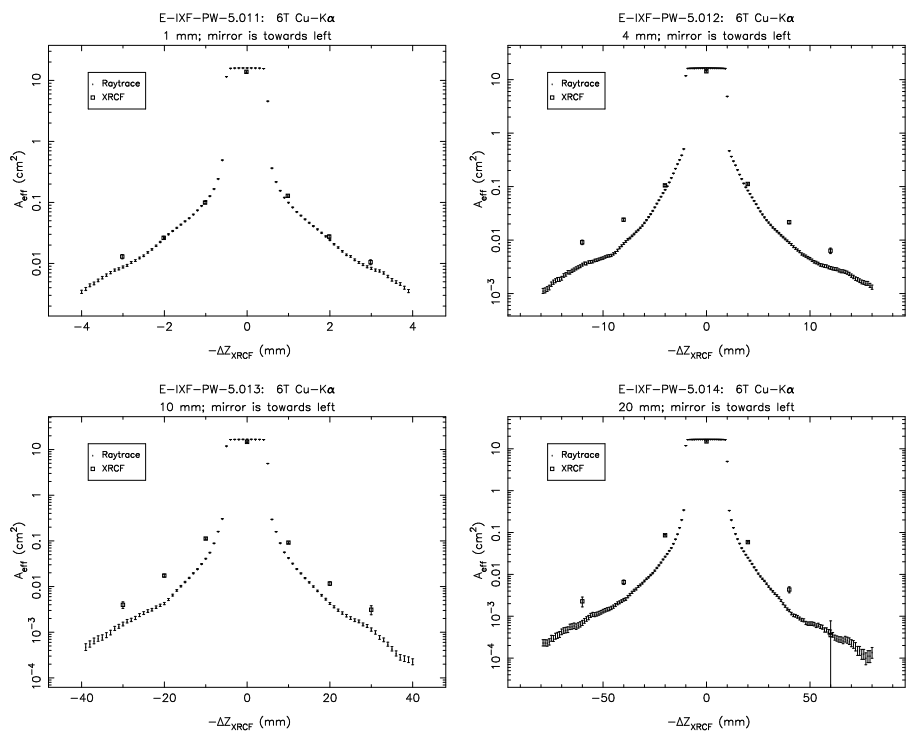 E-IXF-PW-5.011: 6T Cu-Kα
1 mm; mirror is towards left
Raytrace
XRCF
A_eff (cm²)
10
1
0.1
0.01
−4 −2 0 2 4
−ΔZ_XRCF (mm)
E-IXF-PW-5.012: 6T Cu-Kα
4 mm; mirror is towards left
Raytrace
XRCF
A_eff (cm²)
10
1
0.1
0.01
10⁻³
−10 0 10
−ΔZ_XRCF (mm)
E-IXF-PW-5.013: 6T Cu-Kα
10 mm; mirror is towards left
Raytrace
XRCF
A_eff (cm²)
10
1
0.1
0.01
10⁻³
10⁻⁴
−40 −20 0 20 40
−ΔZ_XRCF (mm)
E-IXF-PW-5.014: 6T Cu-Kα
20 mm; mirror is towards left
Raytrace
XRCF
A_eff (cm²)
10
1
0.1
0.01
10⁻³
10⁻⁴
−50 0 50
−ΔZ_XRCF (mm)